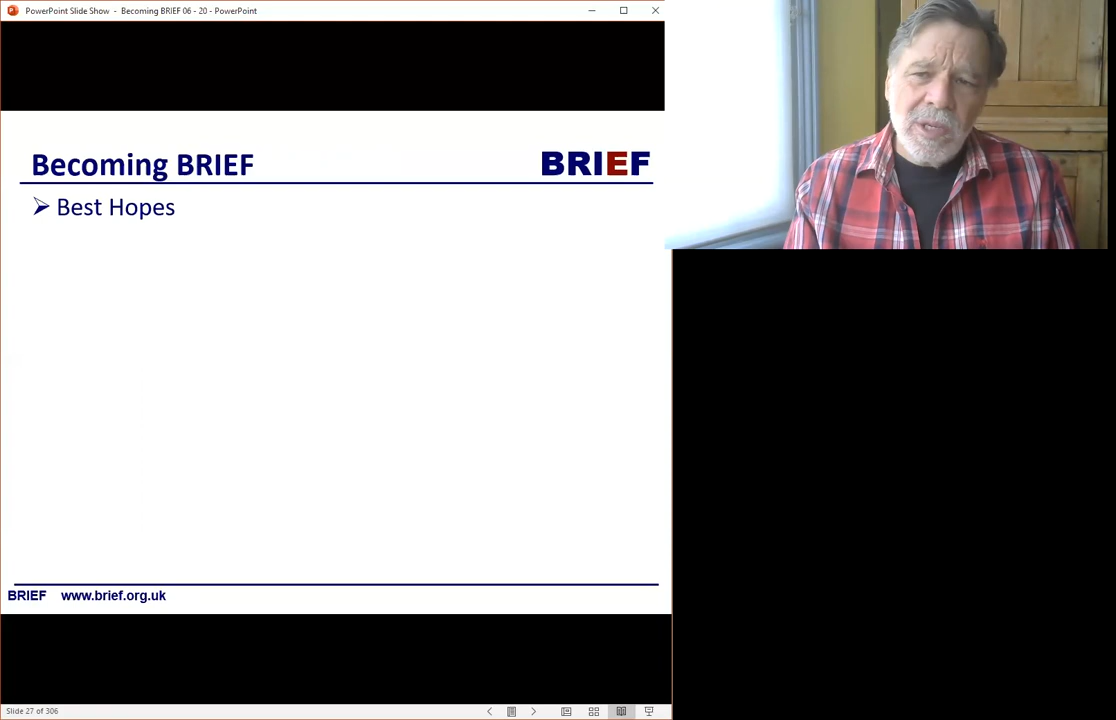 PowerPoint Slide Show - Becoming BRIEF 06 - 20 - PowerPoint
Becoming BRIEF
BRIEF
Best Hopes
BRIEF www.brief.org.uk
Slide 27 of 306